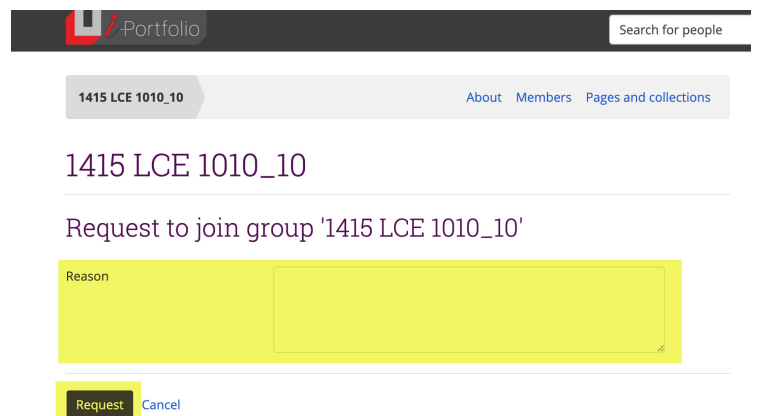 i-Portfolio
Search for people
1415 LCE 1010_10
About Members Pages and collections
1415 LCE 1010_10
Request to join group '1415 LCE 1010_10'
Reason
Request Cancel